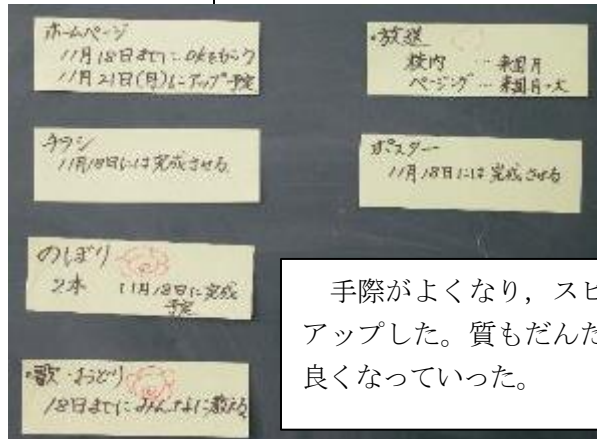 ホームページ
11月18日までにOKをもらう
11月21日(月)にアップ予定
・放送
校内 …来週月
ページング…来週月・火
チラシ
11月18日には完成させる
ポスター
11月18日には完成させる
のぼり
2本 11月18日に完成
予定
・歌・おどり
18日までにみんなに教える
手際がよくなり，スピ
アップした。質もだんだ
良くなっていった。